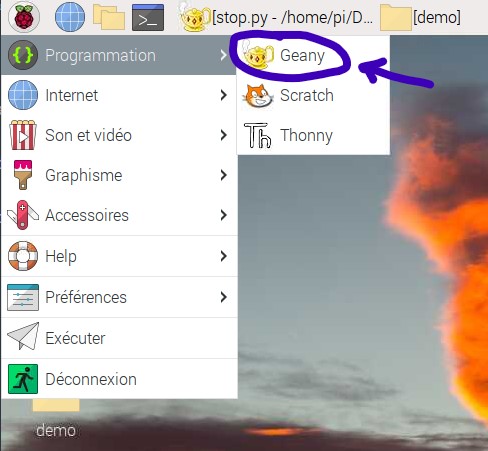 [stop.py - /home/pi/D... [demo]
Programmation
Geany
Internet
Scratch
Son et vidéo
Thonny
Graphisme
Accessoires
Help
Préférences
Exécuter
Déconnexion
demo